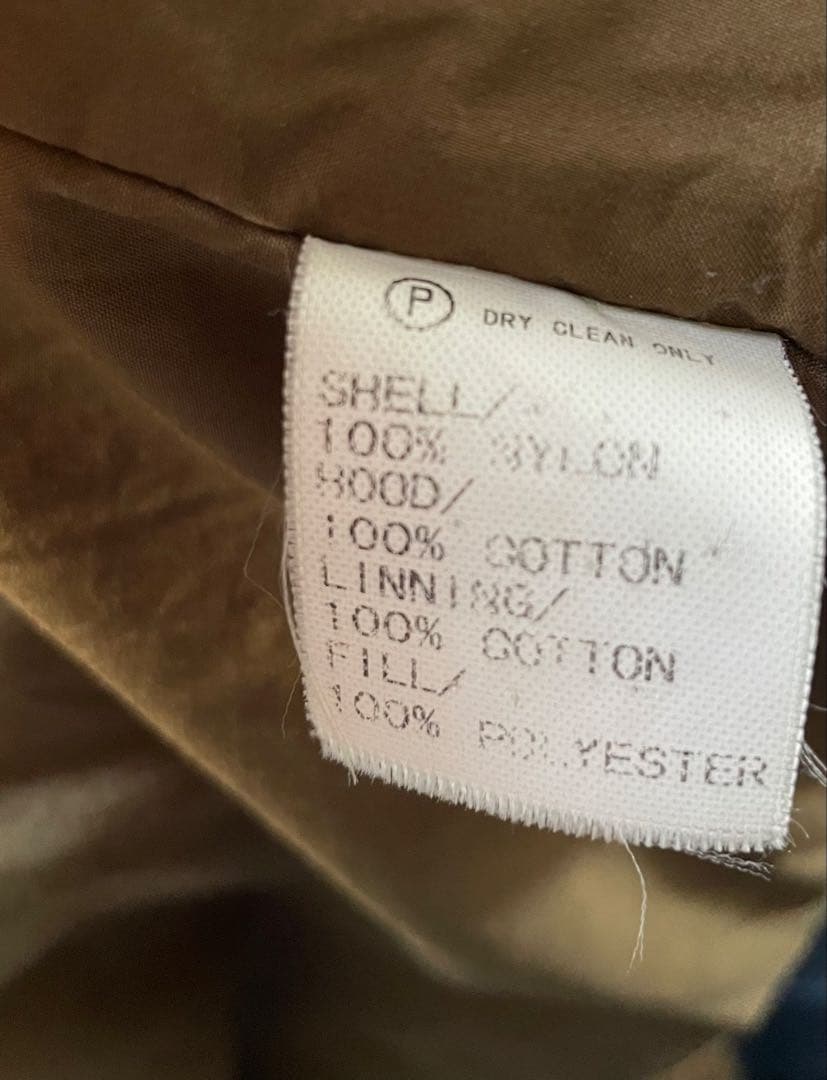 P DRY CLEAN ONLY
SHELL/
100% NYLON
HOOD/
100% COTTON
LINNING/
100% COTTON
FILL/
100% POLYESTER